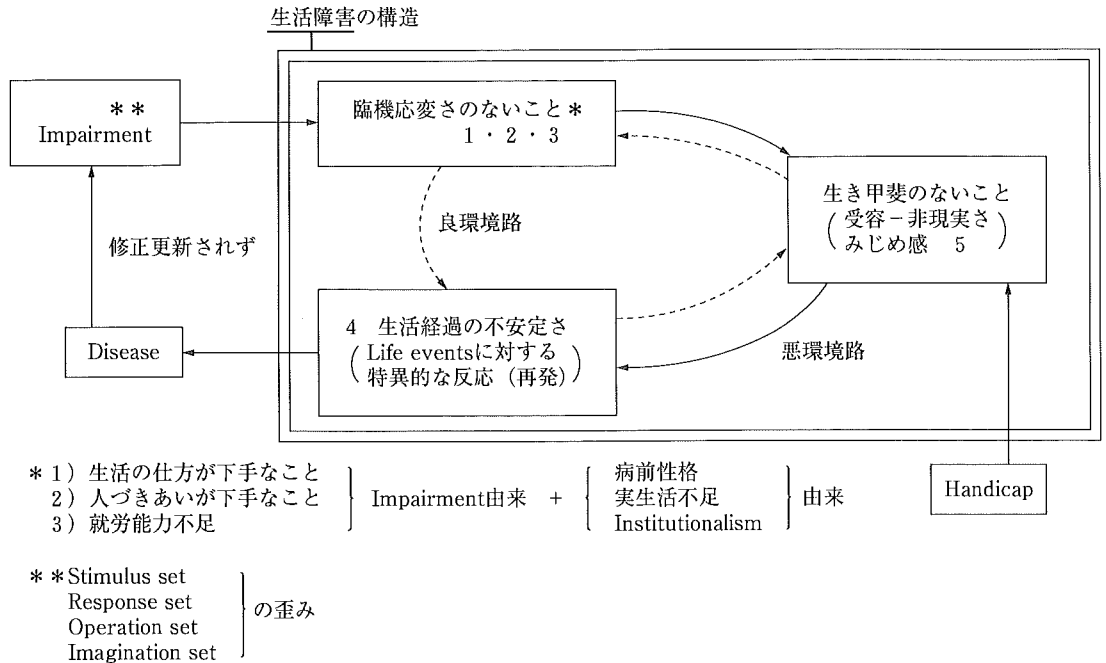 生活障害の構造
＊＊
Impairment
臨機応変さのないこと＊
1・2・3
生き甲斐のないこと
(受容－非現実さ
みじめ感 5)
良環境路
修正更新されず
4 生活経過の不安定さ
(Life eventsに対する
特異的な反応（再発）)
Disease
悪環境路
Handicap
＊1）生活の仕方が下手なこと
2）人づきあいが下手なこと
3）就労能力不足
Impairment由来 +
病前性格
実生活不足
Institutionalism
由来
＊＊Stimulus set
Response set
Operation set
Imagination set
の歪み